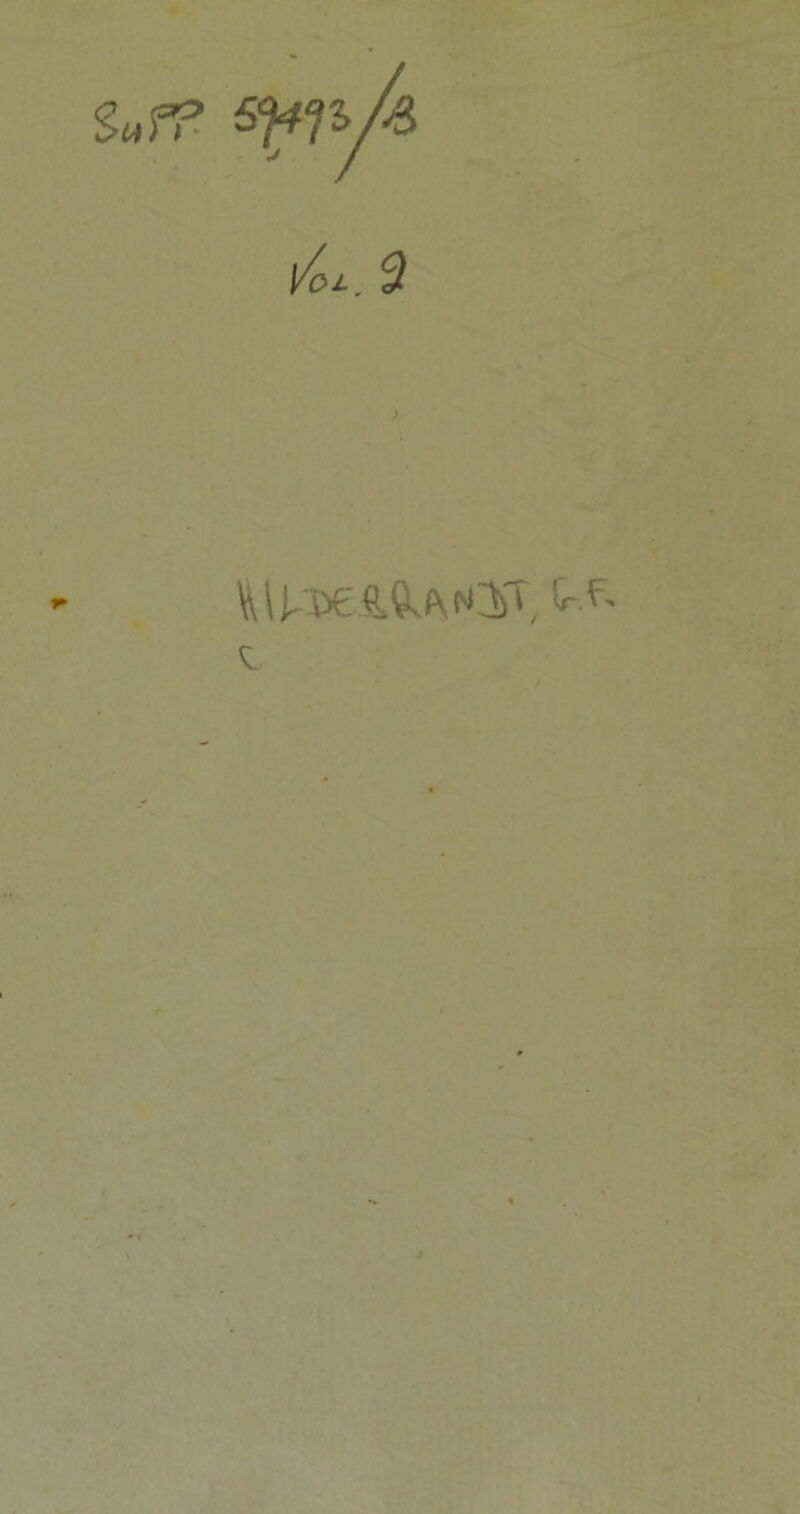 Supp 59493/B
Vol. 2
HILDEBRANDT, G.F.
C